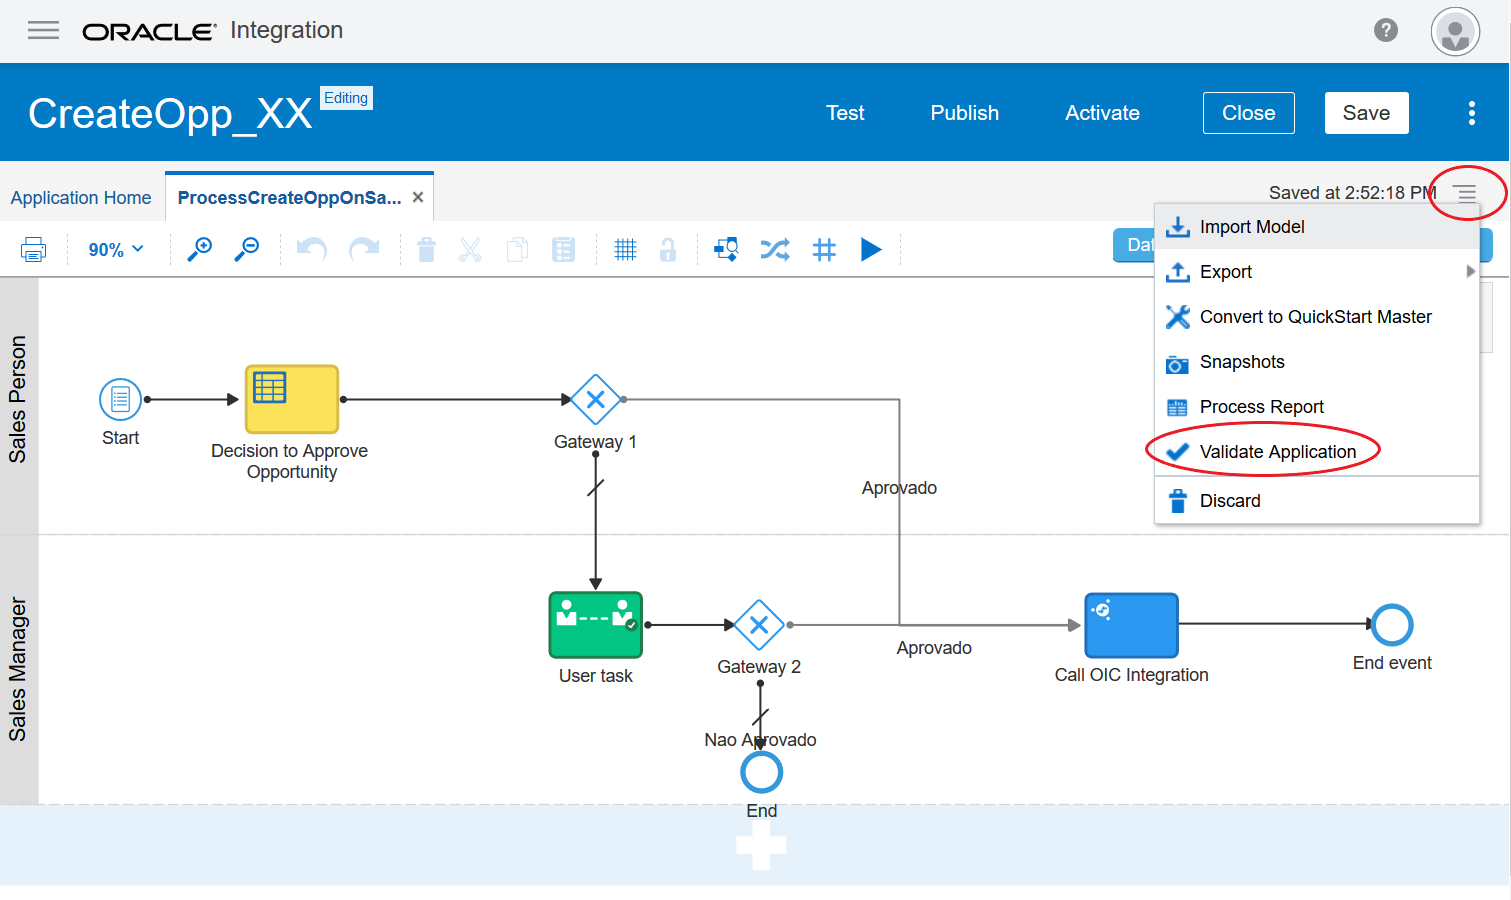 ORACLE Integration
?
CreateOpp_XX
Editing
Test
Publish
Activate
Close
Save
Application Home
ProcessCreateOppOnSa...
Saved at 2:52:18 PM
90%
Import Model
Export
Convert to QuickStart Master
Snapshots
Process Report
Validate Application
Discard
Sales Person
Start
Decision to Approve
Opportunity
Gateway 1
Aprovado
Sales Manager
User task
Gateway 2
Aprovado
Call OIC Integration
End event
Nao Aprovado
End